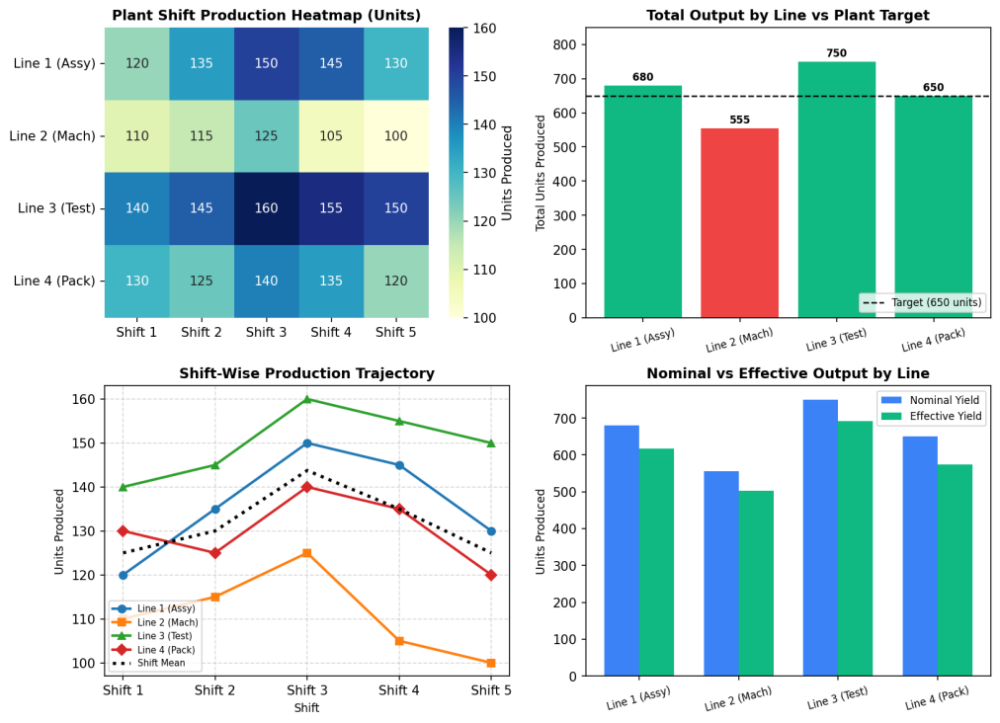 Plant Shift Production Heatmap (Units)
Line 1 (Assy) 120 135 150 145 130
Line 2 (Mach) 110 115 125 105 100
Line 3 (Test) 140 145 160 155 150
Line 4 (Pack) 130 125 140 135 120
Shift 1 Shift 2 Shift 3 Shift 4 Shift 5
160
150
140
130
120
110
100
Units Produced
Total Output by Line vs Plant Target
Total Units Produced
800
700
600
500
400
300
200
100
0
680
555
750
650
Target (650 units)
Line 1 (Assy) Line 2 (Mach) Line 3 (Test) Line 4 (Pack)
Shift-Wise Production Trajectory
Units Produced
160
150
140
130
120
110
100
Line 1 (Assy)
Line 2 (Mach)
Line 3 (Test)
Line 4 (Pack)
Shift Mean
Shift 1 Shift 2 Shift 3 Shift 4 Shift 5
Shift
Nominal vs Effective Output by Line
Units Produced
700
600
500
400
300
200
100
0
Nominal Yield
Effective Yield
Line 1 (Assy) Line 2 (Mach) Line 3 (Test) Line 4 (Pack)